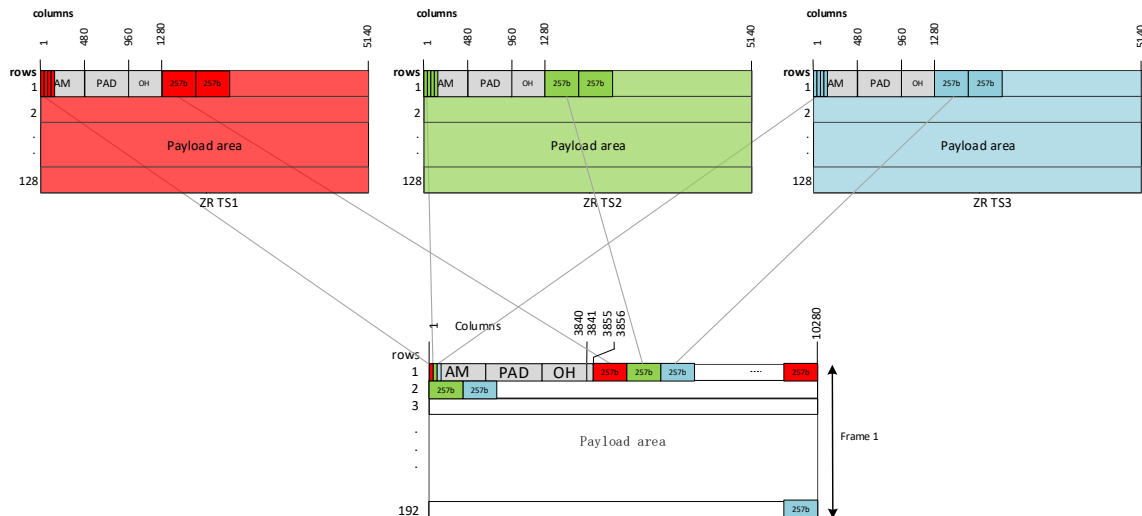 columns columns columns
1 480 960 1280 5140 1 480 960 1280 5140 1 480 960 1280 5140
rows rows rows
1 AM PAD OH 257b 257b 1 AM PAD OH 257b 257b 1 AM PAD OH 257b 257b
2 2 2
. Payload area . Payload area . Payload area
. . .
128 128 128
ZR TS1 ZR TS2 ZR TS3
1 Columns 3840 3841 3855 3856 10280
rows
1 AM PAD OH 257b 257b 257b .... 257b
2 257b 257b
3
. Payload area Frame 1
.
.
192 257b